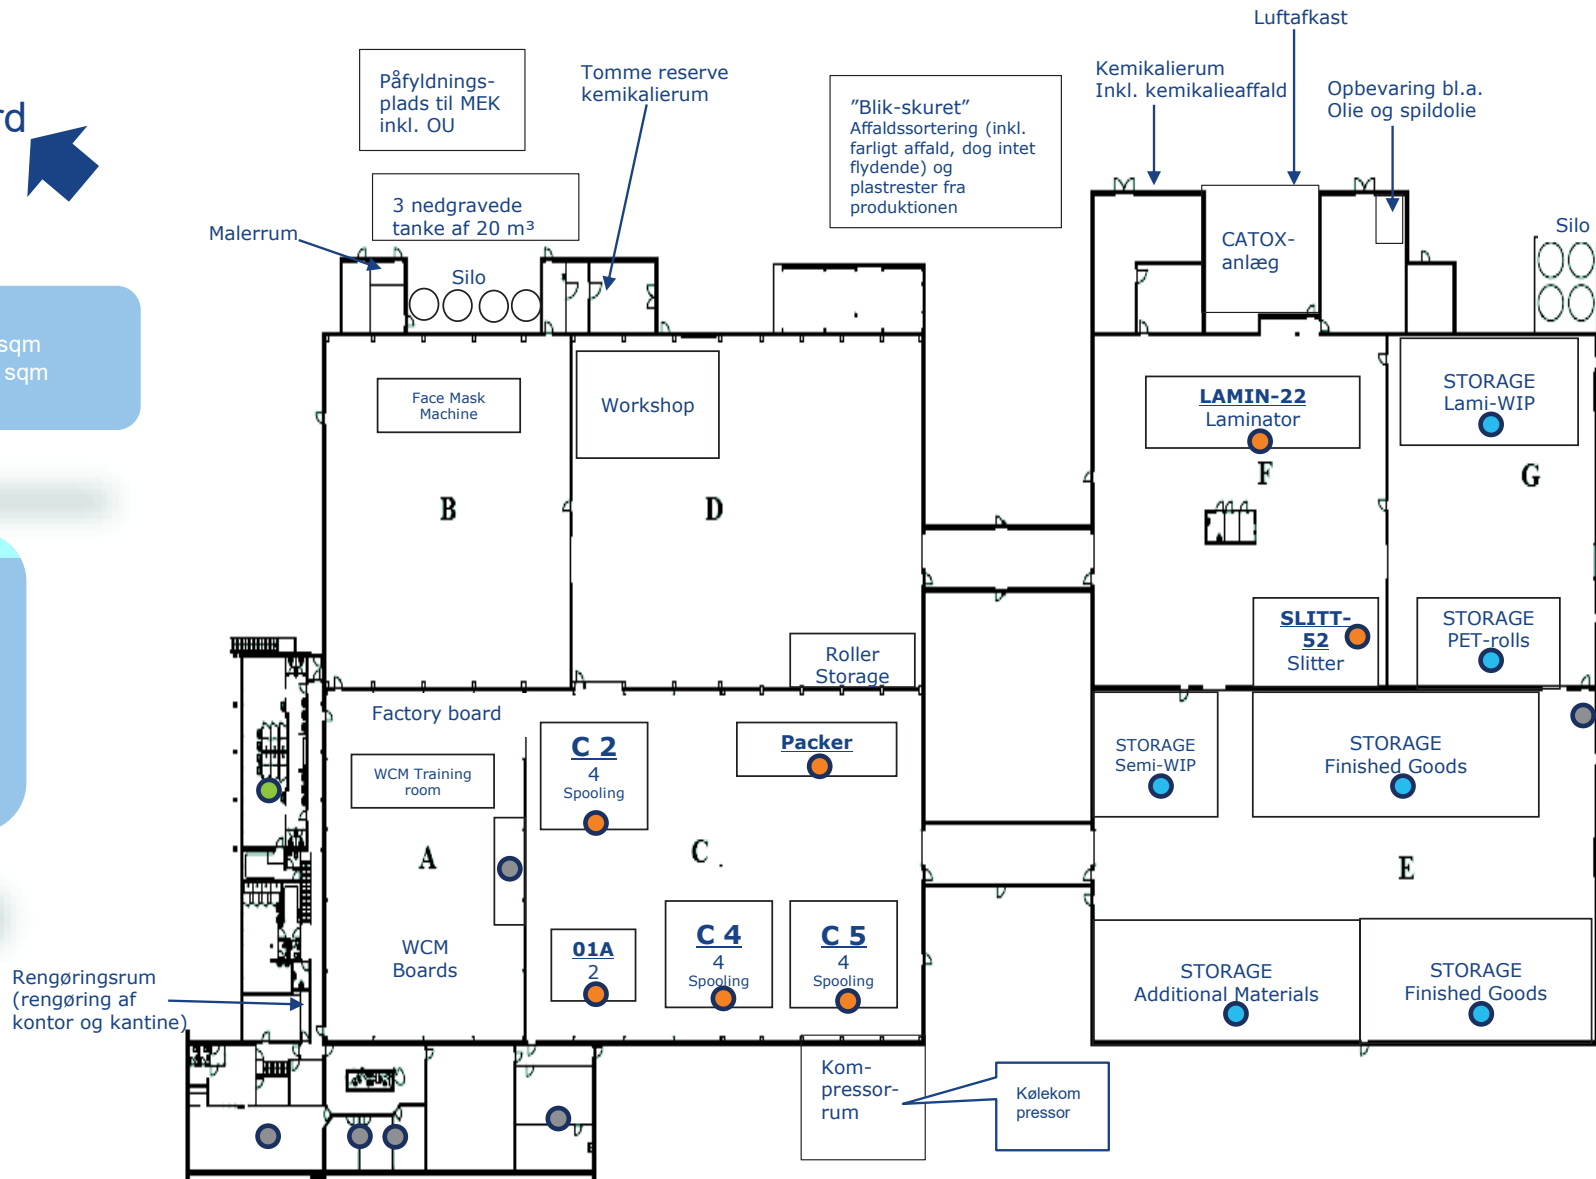 Luftafkast
Påfyldnings-
plads til MEK
inkl. OU
Tomme reserve
kemikalierum
”Blik-skuret”
Affaldssortering (inkl.
farligt affald, dog intet
flydende) og
plastrester fra
produktionen
Kemikalierum
Inkl. kemikalieaffald
Opbevaring bl.a.
Olie og spildolie
rd
3 nedgravede
tanke af 20 m³
Malerrum
Silo
CATOX-
anlæg
Silo
sqm
sqm
Face Mask
Machine
Workshop
LAMIN-22
Laminator
STORAGE
Lami-WIP
B
D
F
G
Roller
Storage
SLITT-
52
Slitter
STORAGE
PET-rolls
Factory board
WCM Training
room
C 2
4
Spooling
Packer
STORAGE
Semi-WIP
STORAGE
Finished Goods
A
C .
E
WCM
Boards
01A
2
C 4
4
Spooling
C 5
4
Spooling
STORAGE
Additional Materials
STORAGE
Finished Goods
Rengøringsrum
(rengøring af
kontor og kantine)
Kom-
pressor-
rum
Kølekom
pressor